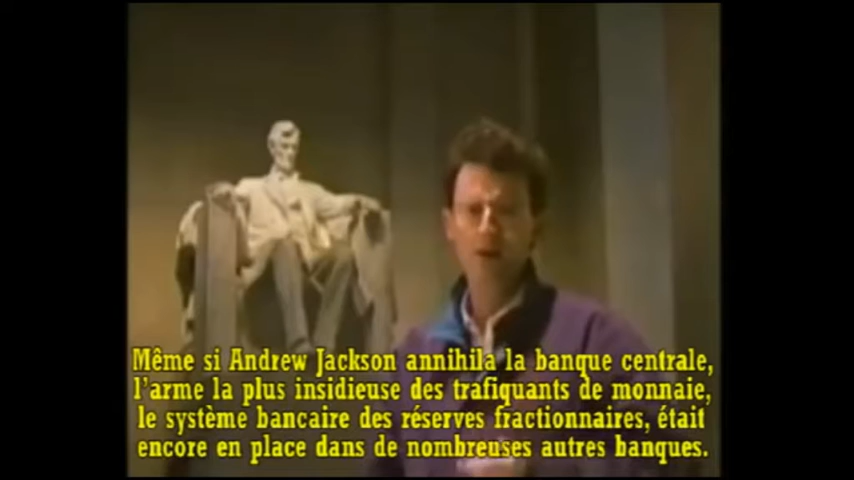 Même si Andrew Jackson annihila la banque centrale,
l'arme la plus insidieuse des trafiquants de monnaie,
le système bancaire des réserves fractionnaires, était
encore en place dans de nombreuses autres banques.